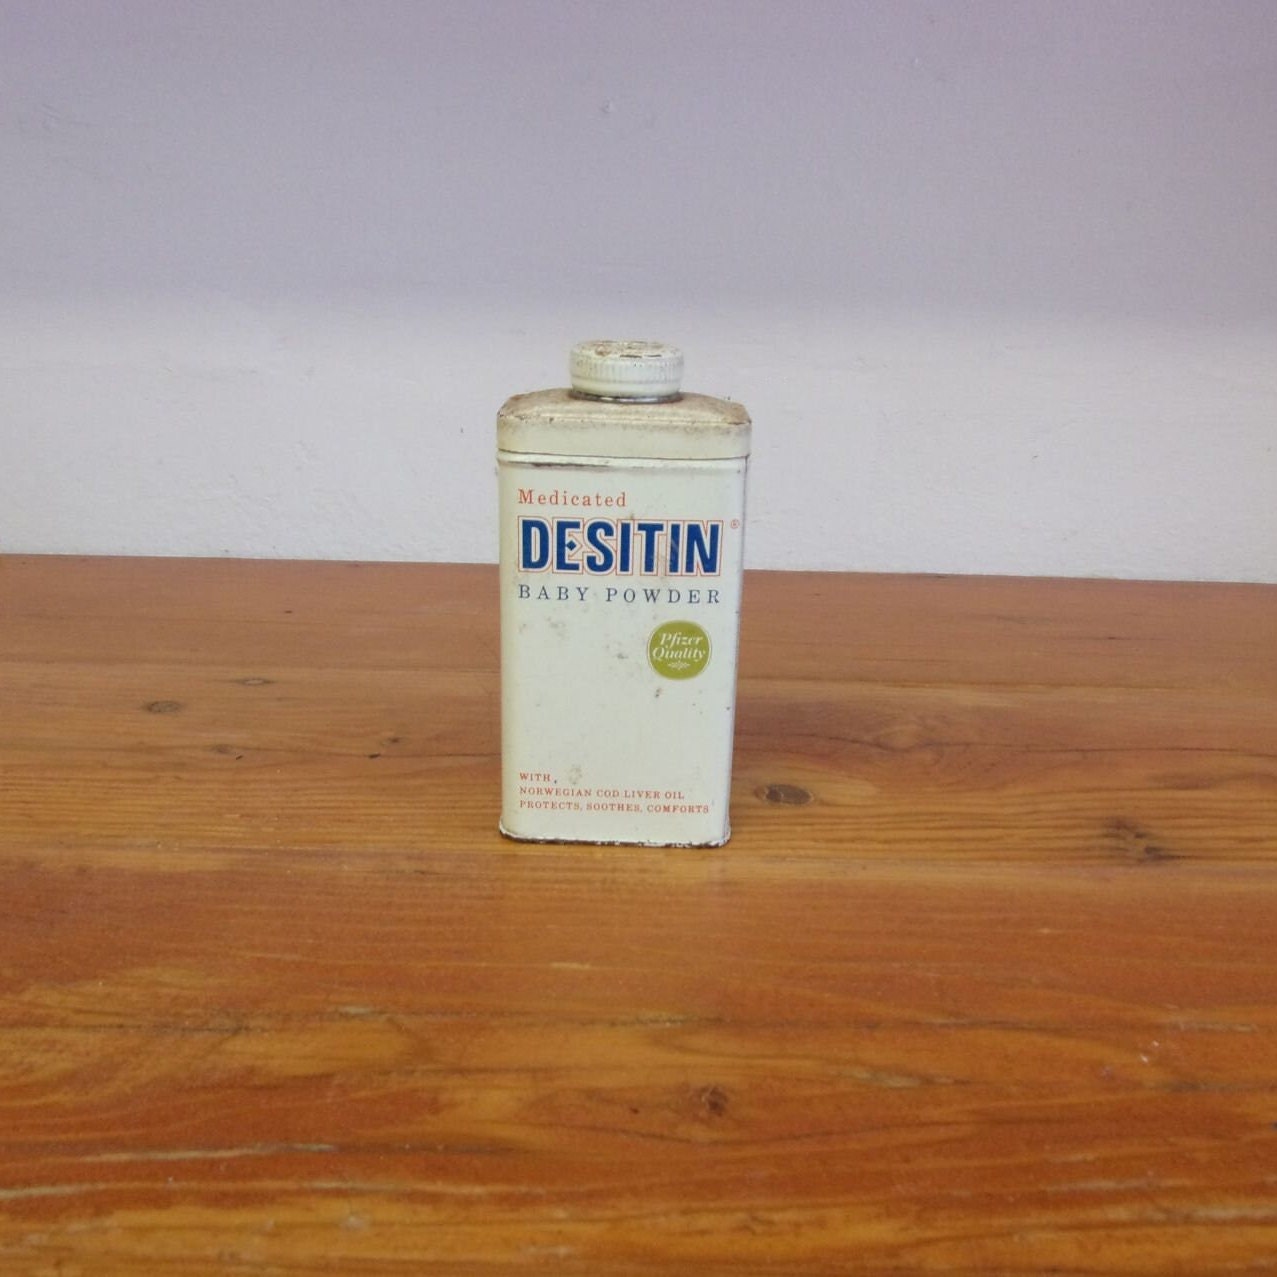 Medicated
DESITIN®
BABY POWDER
Pfizer
Quality
WITH
NORWEGIAN COD LIVER OIL
PROTECTS, SOOTHES, COMFORTS